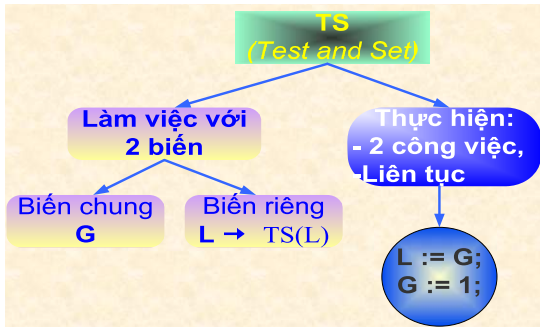 TS
(Test and Set)
Làm việc với
2 biến
Thực hiện:
- 2 công việc,
-Liên tục
Biến chung
G
Biến riêng
L → TS(L)
L := G;
G := 1;